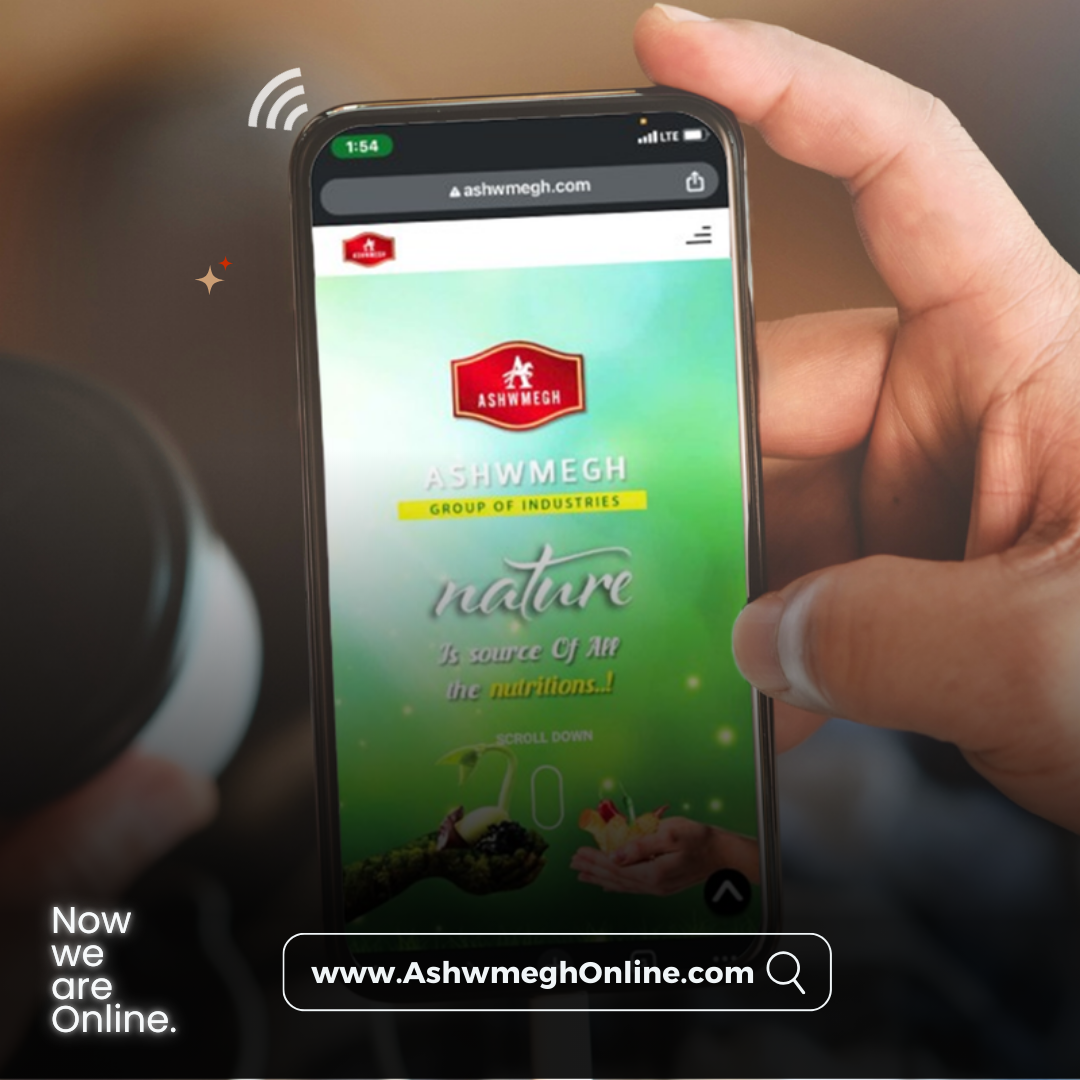 1:54
LTE
ashwmegh.com
ASHWMEGH
ASHWMEGH
ASHWMEGH
GROUP OF INDUSTRIES
nature
Is source Of All
the nutritions..!
SCROLL DOWN
Now
we
are
Online.
www.AshwmeghOnline.com